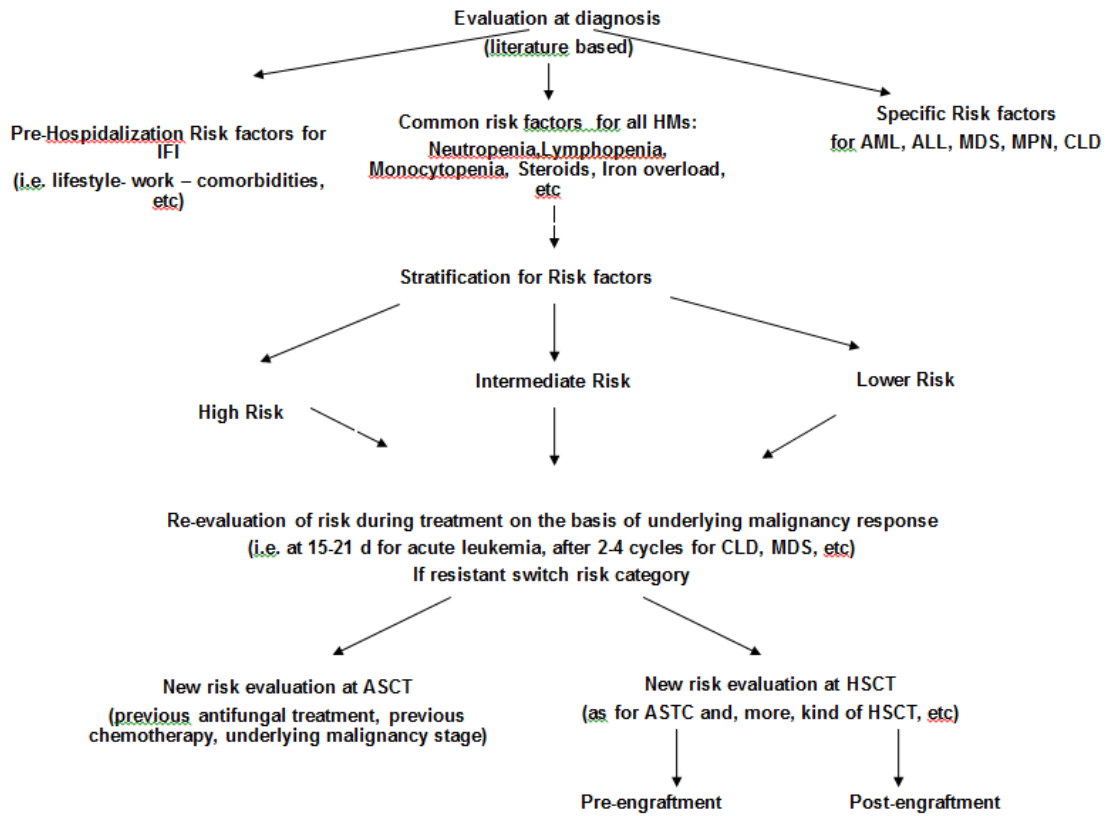 Evaluation at diagnosis
(literature based)
Pre-Hospidalization Risk factors for
IFI
(i.e. lifestyle- work – comorbidities,
etc)
Common risk factors for all HMs:
Neutropenia,Lymphopenia,
Monocytopenia, Steroids, Iron overload,
etc
Specific Risk factors
for AML, ALL, MDS, MPN, CLD
Stratification for Risk factors
High Risk
Intermediate Risk
Lower Risk
Re-evaluation of risk during treatment on the basis of underlying malignancy response
(i.e. at 15-21 d for acute leukemia, after 2-4 cycles for CLD, MDS, etc)
If resistant switch risk category
New risk evaluation at ASCT
(previous antifungal treatment, previous
chemotherapy, underlying malignancy stage)
New risk evaluation at HSCT
(as for ASTC and, more, kind of HSCT, etc)
Pre-engraftment
Post-engraftment